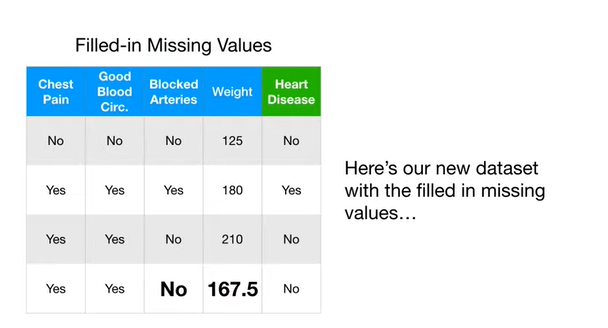 Filled-in Missing Values
Chest Pain Good Blood Circ. Blocked Arteries Weight Heart Disease
No No No 125 No
Yes Yes Yes 180 Yes
Yes Yes No 210 No
Yes Yes No 167.5 No
Here’s our new dataset
with the filled in missing
values…